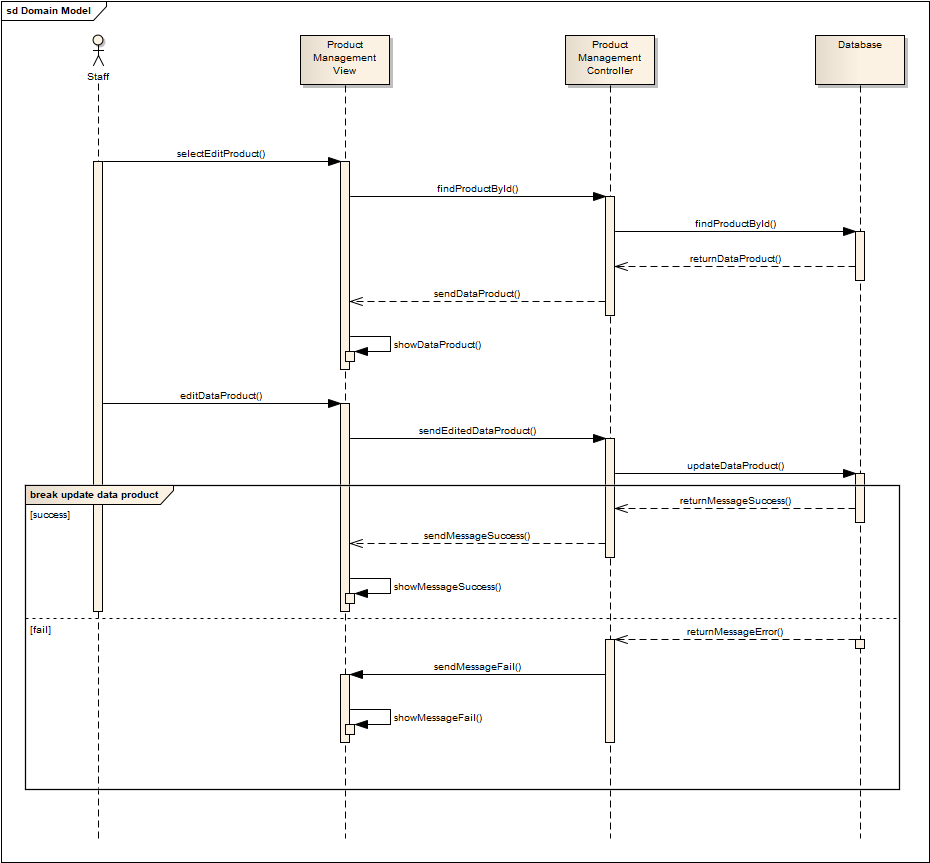 sd Domain Model
Staff
Product
Management
View
Product
Management
Controller
Database
selectEditProduct()
findProductById()
findProductById()
returnDataProduct()
sendDataProduct()
showDataProduct()
editDataProduct()
sendEditedDataProduct()
updateDataProduct()
break update data product
[success]
returnMessageSuccess()
sendMessageSuccess()
showMessageSuccess()
[fail]
returnMessageError()
sendMessageFail()
showMessageFail()